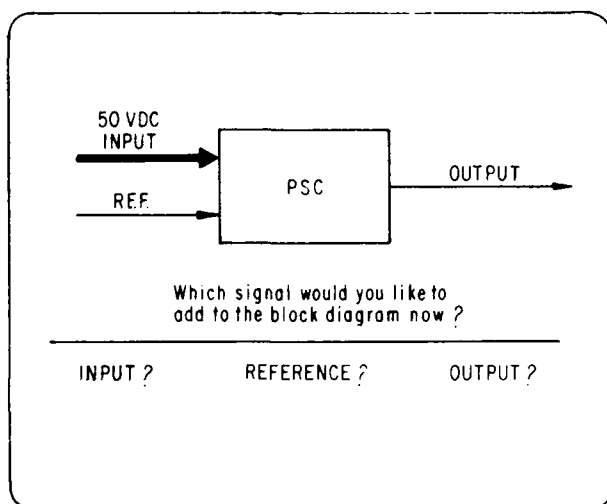 50 VDC
INPUT
REF.
PSC
OUTPUT
Which signal would you like to
add to the block diagram now?
INPUT? REFERENCE? OUTPUT?